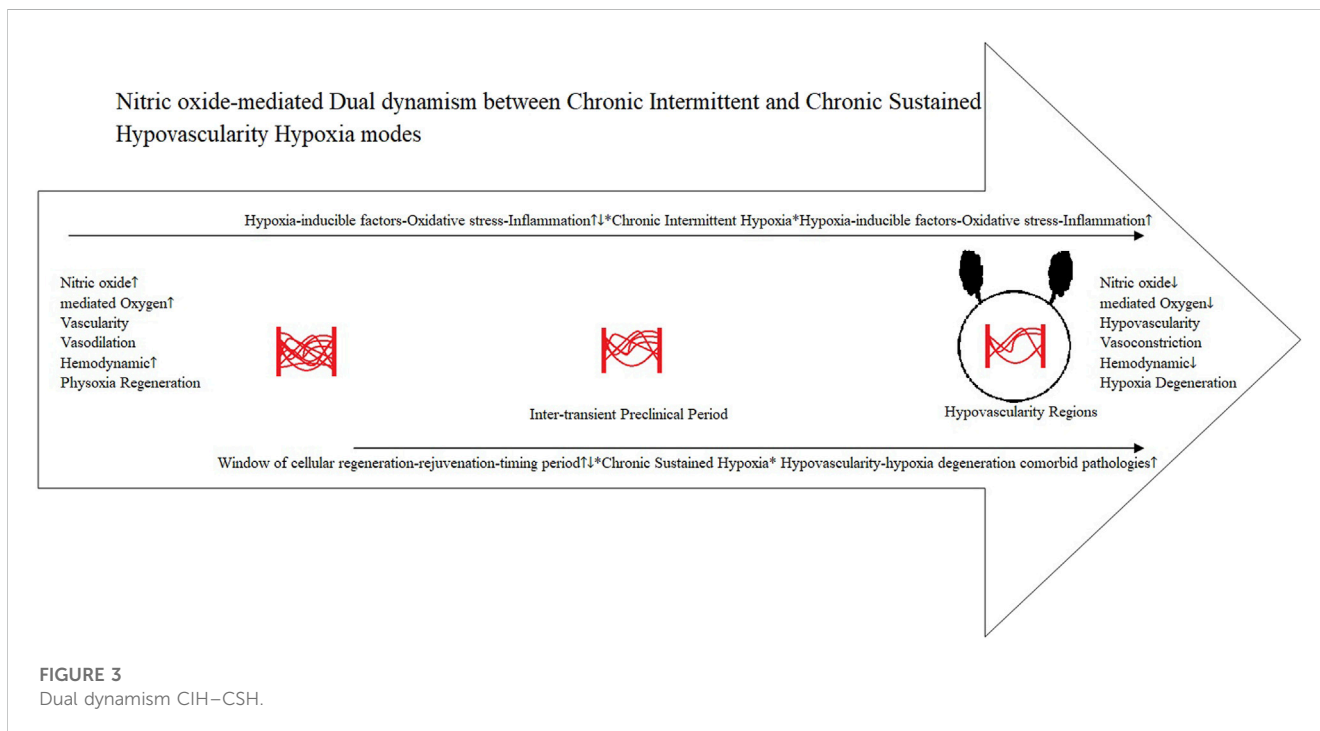 Nitric oxide-mediated Dual dynamism between Chronic Intermittent and Chronic Sustained
Hypovascularity Hypoxia modes
Hypoxia-inducible factors-Oxidative stress-Inflammation↑↓*Chronic Intermittent Hypoxia*Hypoxia-inducible factors-Oxidative stress-Inflammation↑
Nitric oxide↑
mediated Oxygen↑
Vascularity
Vasodilation
Hemodynamic↑
Physoxia Regeneration
Inter-transient Preclinical Period
Hypovascularity Regions
Nitric oxide↓
mediated Oxygen↓
Hypovascularity
Vasoconstriction
Hemodynamic↓
Hypoxia Degeneration
Window of cellular regeneration-rejuvenation-timing period↑↓*Chronic Sustained Hypoxia* Hypovascularity-hypoxia degeneration comorbid pathologies↑
FIGURE 3
Dual dynamism CIH–CSH.